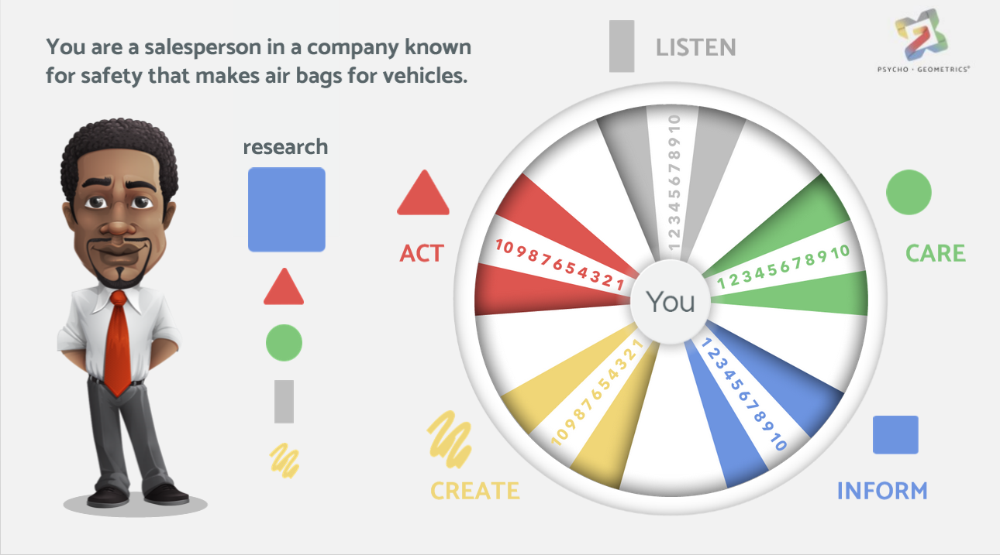 You are a salesperson in a company known
for safety that makes air bags for vehicles.
LISTEN
PSYCHO · GEOMETRICS®
research
1 2 3 4 5 6 7 8 9 10
ACT
10 9 8 7 6 5 4 3 2 1
1 2 3 4 5 6 7 8 9 10
CARE
You
10 9 8 7 6 5 4 3 2 1
1 2 3 4 5 6 7 8 9 10
CREATE
INFORM